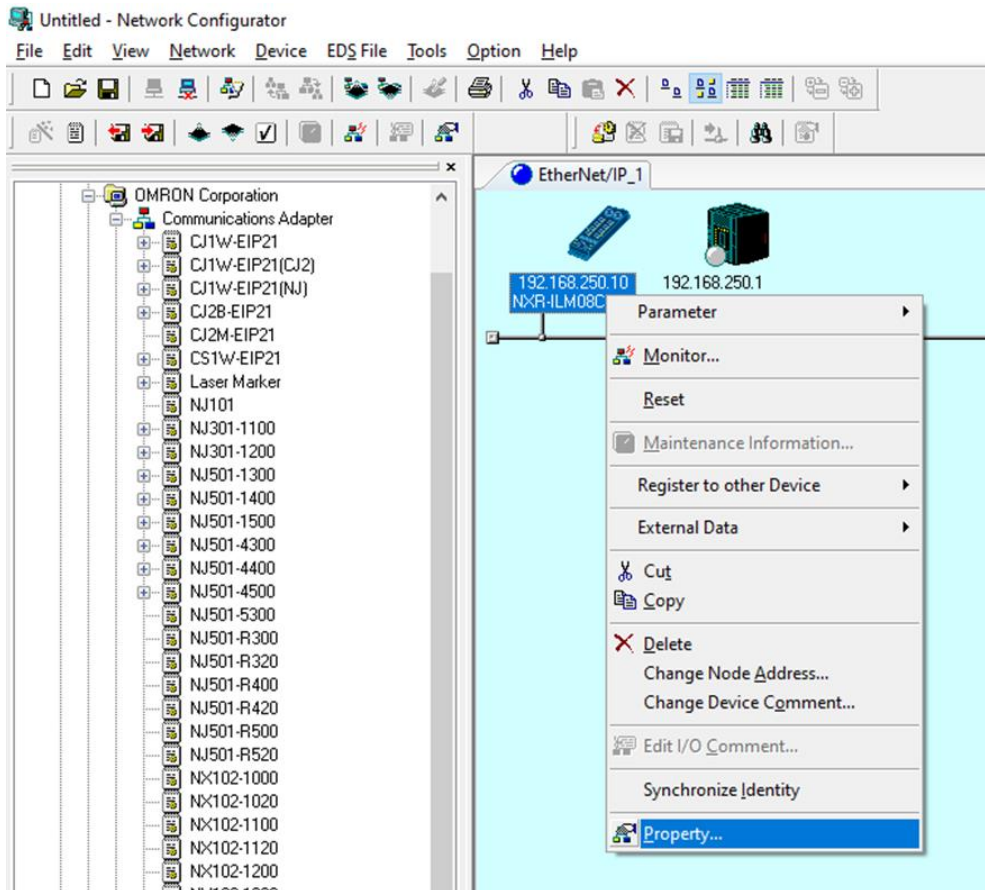 Untitled - Network Configurator
File Edit View Network Device EDS File Tools Option Help
EtherNet/IP_1
OMRON Corporation
Communications Adapter
CJ1W-EIP21
CJ1W-EIP21(CJ2)
CJ1W-EIP21(NJ)
CJ2B-EIP21
CJ2M-EIP21
CS1W-EIP21
Laser Marker
NJ101
NJ301-1100
NJ301-1200
NJ501-1300
NJ501-1400
NJ501-1500
NJ501-4300
NJ501-4400
NJ501-4500
NJ501-5300
NJ501-R300
NJ501-R320
NJ501-R400
NJ501-R420
NJ501-R500
NJ501-R520
NX102-1000
NX102-1020
NX102-1100
NX102-1120
NX102-1200
192.168.250.10
NXR-ILM08C
192.168.250.1
Parameter
Monitor...
Reset
Maintenance Information...
Register to other Device
External Data
Cut
Copy
Delete
Change Node Address...
Change Device Comment...
Edit I/O Comment...
Synchronize Identity
Property...